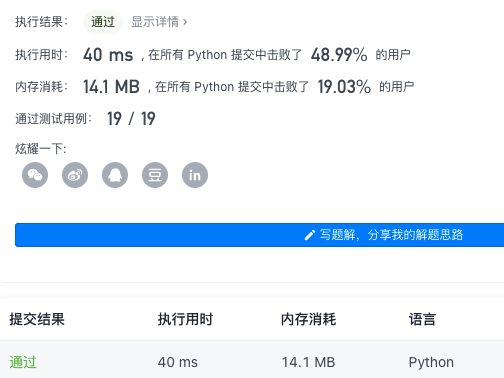 执行结果： 通过 显示详情 ›
执行用时： 40 ms , 在所有 Python 提交中击败了 48.99% 的用户
内存消耗： 14.1 MB , 在所有 Python 提交中击败了 19.03% 的用户
通过测试用例： 19 / 19
炫耀一下:
豆 in
写题解，分享我的解题思路
提交结果 执行用时 内存消耗 语言
通过 40 ms 14.1 MB Python